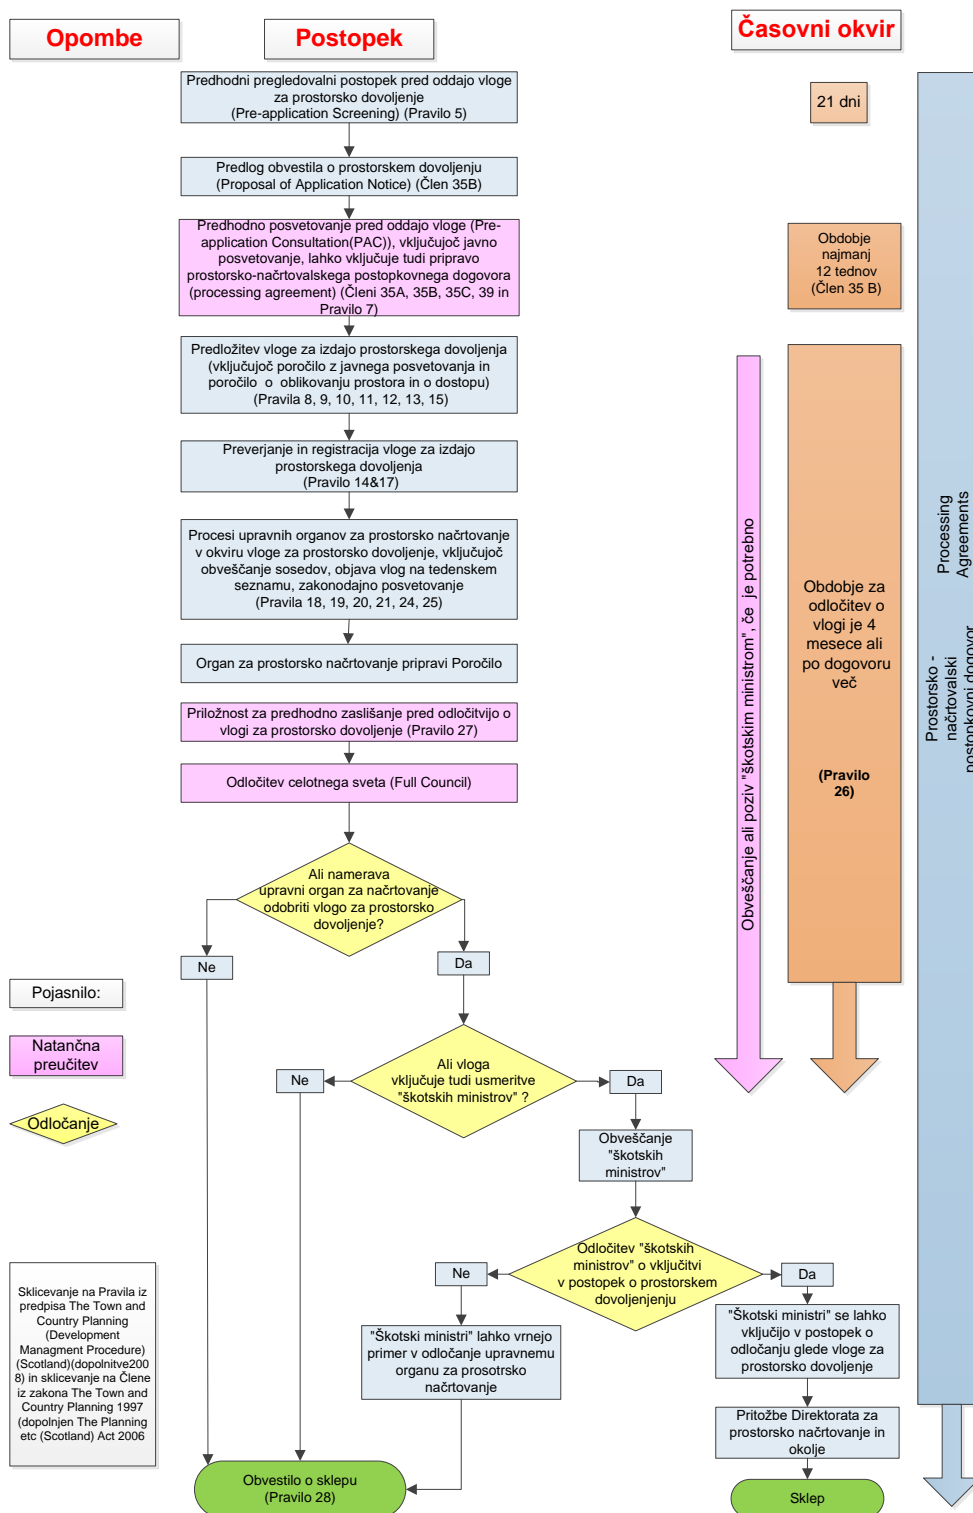 Opombe
Postopek
Časovni okvir
Predhodni pregledovalni postopek pred oddajo vloge
za prostorsko dovoljenje
(Pre-application Screening) (Pravilo 5)
21 dni
Predlog obvestila o prostorskem dovoljenju
(Proposal of Application Notice) (Člen 35B)
Predhodno posvetovanje pred oddajo vloge (Pre-
application Consultation(PAC)), vključujoč javno
posvetovanje, lahko vključuje tudi pripravo
prostorsko-načrtovalskega postopkovnega dogovora
(processing agreement) (Členi 35A, 35B, 35C, 39 in
Pravilo 7)
Obdobje
najmanj
12 tednov
(Člen 35 B)
Predložitev vloge za izdajo prostorskega dovoljenja
(vključujoč poročilo z javnega posvetovanja in
poročilo o oblikovanju prostora in o dostopu)
(Pravila 8, 9, 10, 11, 12, 13, 15)
Preverjanje in registracija vloge za izdajo
prostorskega dovoljenja
(Pravilo 14&17)
Procesi upravnih organov za prostorsko načrtovanje
v okviru vloge za prostorsko dovoljenje, vključujoč
obveščanje sosedov, objava vlog na tedenskem
seznamu, zakonodajno posvetovanje
(Pravila 18, 19, 20, 21, 24, 25)
Organ za prostorsko načrtovanje pripravi Poročilo
Priložnost za predhodno zaslišanje pred odločitvijo o
vlogi za prostorsko dovoljenje (Pravilo 27)
Odločitev celotnega sveta (Full Council)
Obveščanje ali poziv "škotskim ministrom", če je potrebno
Obdobje za
odločitev o
vlogi je 4
mesece ali
po dogovoru
več
(Pravilo
26)
Processing
Agreements
Prostorsko -
načrtovalski
postopkovni dogovor
Ali namerava
upravni organ za načrtovanje
odobriti vlogo za prostorsko
dovoljenje?
Ne
Da
Pojasnilo:
Natančna
preučitev
Odločanje
Ali vloga
vključuje tudi usmeritve
"škotskih ministrov" ?
Ne
Da
Obveščanje
"škotskih
ministrov"
Odločitev "škotskih
ministrov" o vključitvi
v postopek o prostorskem
dovoljenjenju
Ne
Da
"Škotski ministri" lahko vrnejo
primer v odločanje upravnemu
organu za prosotrsko
načrtovanje
"Škotski ministri" se lahko
vključijo v postopek o
odločanju glede vloge za
prostorsko dovoljenje
Pritožbe Direktorata za
prostorsko načrtovanje in
okolje
Sklicevanje na Pravila iz
predpisa The Town and
Country Planning
(Development
Managment Procedure)
(Scotland)(dopolnitve200
8) in sklicevanje na Člene
iz zakona The Town and
Country Planning 1997
(dopolnjen The Planning
etc (Scotland) Act 2006
Obvestilo o sklepu
(Pravilo 28)
Sklep